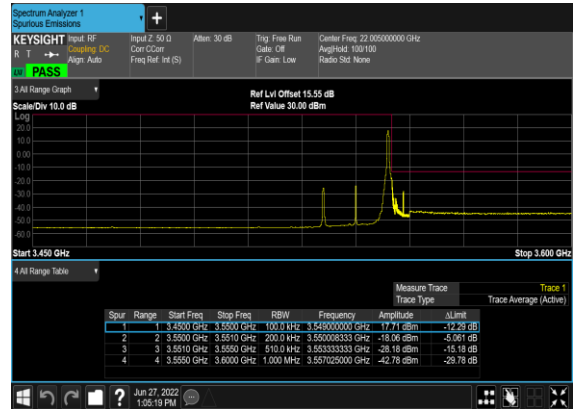 Spectrum Analyzer 1
Spurious Emissions
KEYSIGHT Input: RF Input Z: 50 Ω Atten: 30 dB Trig: Free Run Center Freq: 22.005000000 GHz
R T Coupling: DC Corr CCorr Gate: Off Avg|Hold: 100/100
Align: Auto Freq Ref: Int (S) IF Gain: Low Radio Std: None
LW PASS
3 All Range Graph
Ref Lvl Offset 15.55 dB
Scale/Div 10.0 dB Ref Value 30.00 dBm
Log
20.0
10.0
0.00
-10.0
-20.0
-30.0
-40.0
-50.0
-60.0
Start 3.450 GHz Stop 3.600 GHz
4 All Range Table
Measure Trace Trace 1
Trace Type Trace Average (Active)
Spur Range Start Freq Stop Freq RBW Frequency Amplitude ΔLimit
1 1 3.4500 GHz 3.5500 GHz 100.0 kHz 3.549000000 GHz 17.71 dBm -12.29 dB
2 2 3.5500 GHz 3.5510 GHz 200.0 kHz 3.550008333 GHz -18.06 dBm -5.061 dB
3 3 3.5510 GHz 3.5550 GHz 510.0 kHz 3.553333333 GHz -28.18 dBm -15.18 dB
4 4 3.5550 GHz 3.6000 GHz 1.000 MHz 3.557025000 GHz -42.78 dBm -29.78 dB
? Jun 27, 2022
1:05:19 PM